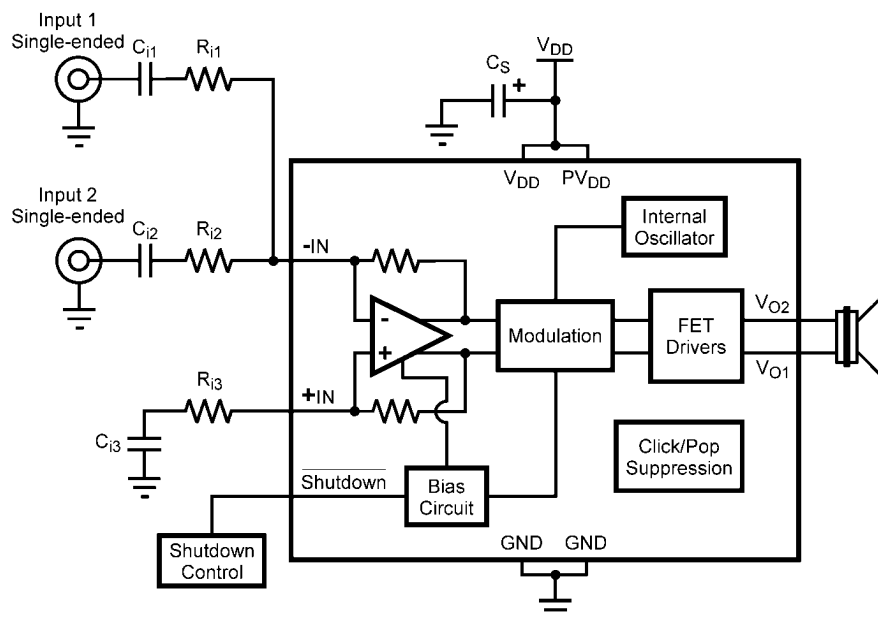 Input 1
Single-ended
Ci1
Ri1
CS
+
VDD
VDD
PVDD
Input 2
Single-ended
Ci2
Ri2
-IN
Internal
Oscillator
-
+
Modulation
FET
Drivers
VO2
VO1
Ri3
+IN
Ci3
Click/Pop
Suppression
Shutdown
Bias
Circuit
Shutdown
Control
GND
GND